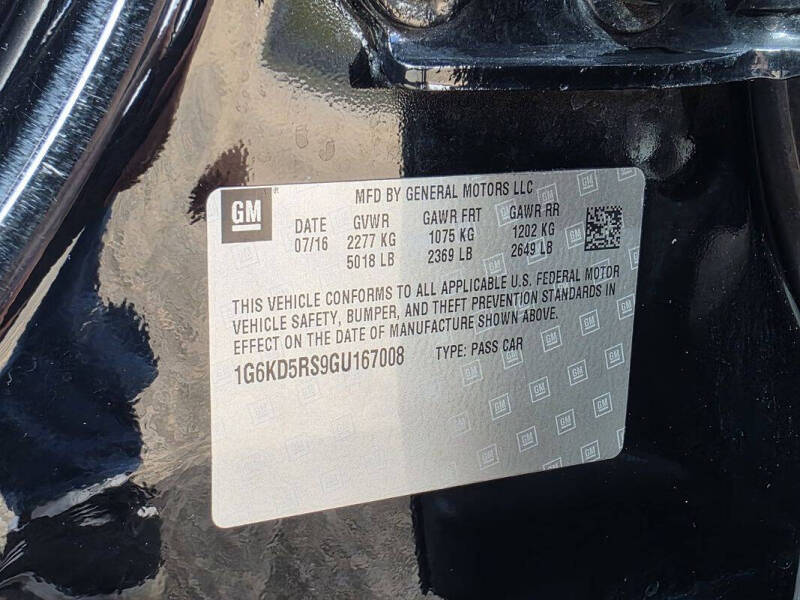 GM
®
MFD BY GENERAL MOTORS LLC
DATE GVWR GAWR FRT GAWR RR
07/16 2277 KG 1075 KG 1202 KG
5018 LB 2369 LB 2649 LB
THIS VEHICLE CONFORMS TO ALL APPLICABLE U.S. FEDERAL MOTOR
VEHICLE SAFETY, BUMPER, AND THEFT PREVENTION STANDARDS IN
EFFECT ON THE DATE OF MANUFACTURE SHOWN ABOVE.
1G6KD5RS9GU167008 TYPE: PASS CAR